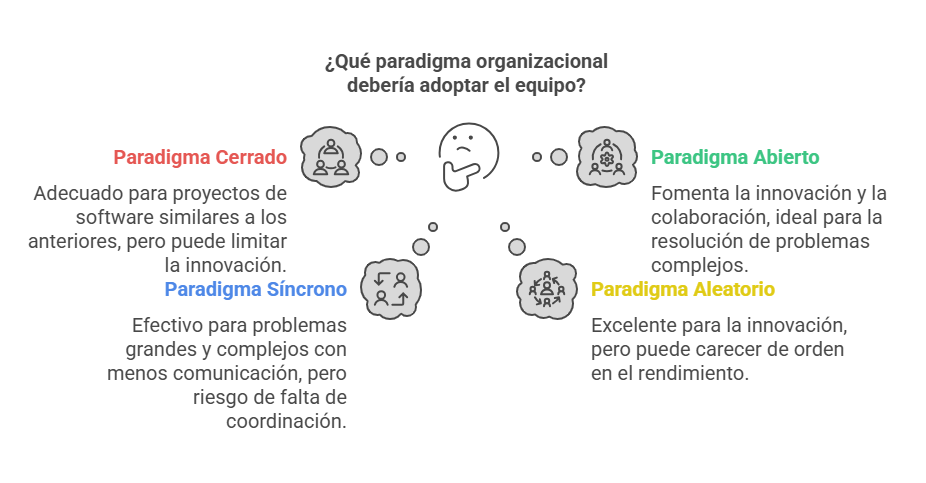 ¿Qué paradigma organizacional
debería adoptar el equipo?
Paradigma Cerrado
Adecuado para proyectos de
software similares a los
anteriores, pero puede limitar
la innovación.
Paradigma Abierto
Fomenta la innovación y la
colaboración, ideal para la
resolución de problemas
complejos.
Paradigma Síncrono
Efectivo para problemas
grandes y complejos con
menos comunicación, pero
riesgo de falta de
coordinación.
Paradigma Aleatorio
Excelente para la innovación,
pero puede carecer de orden
en el rendimiento.